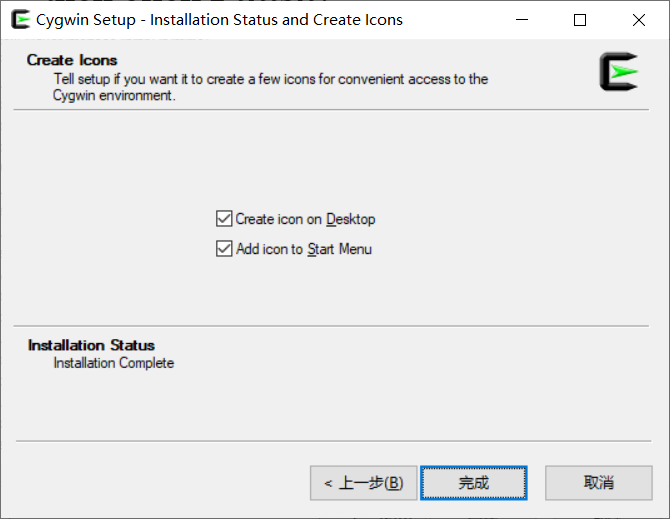 Cygwin Setup - Installation Status and Create Icons
Create Icons
Tell setup if you want it to create a few icons for convenient access to the
Cygwin environment.
Create icon on Desktop
Add icon to Start Menu
Installation Status
Installation Complete
< 上一步(B)
完成
取消